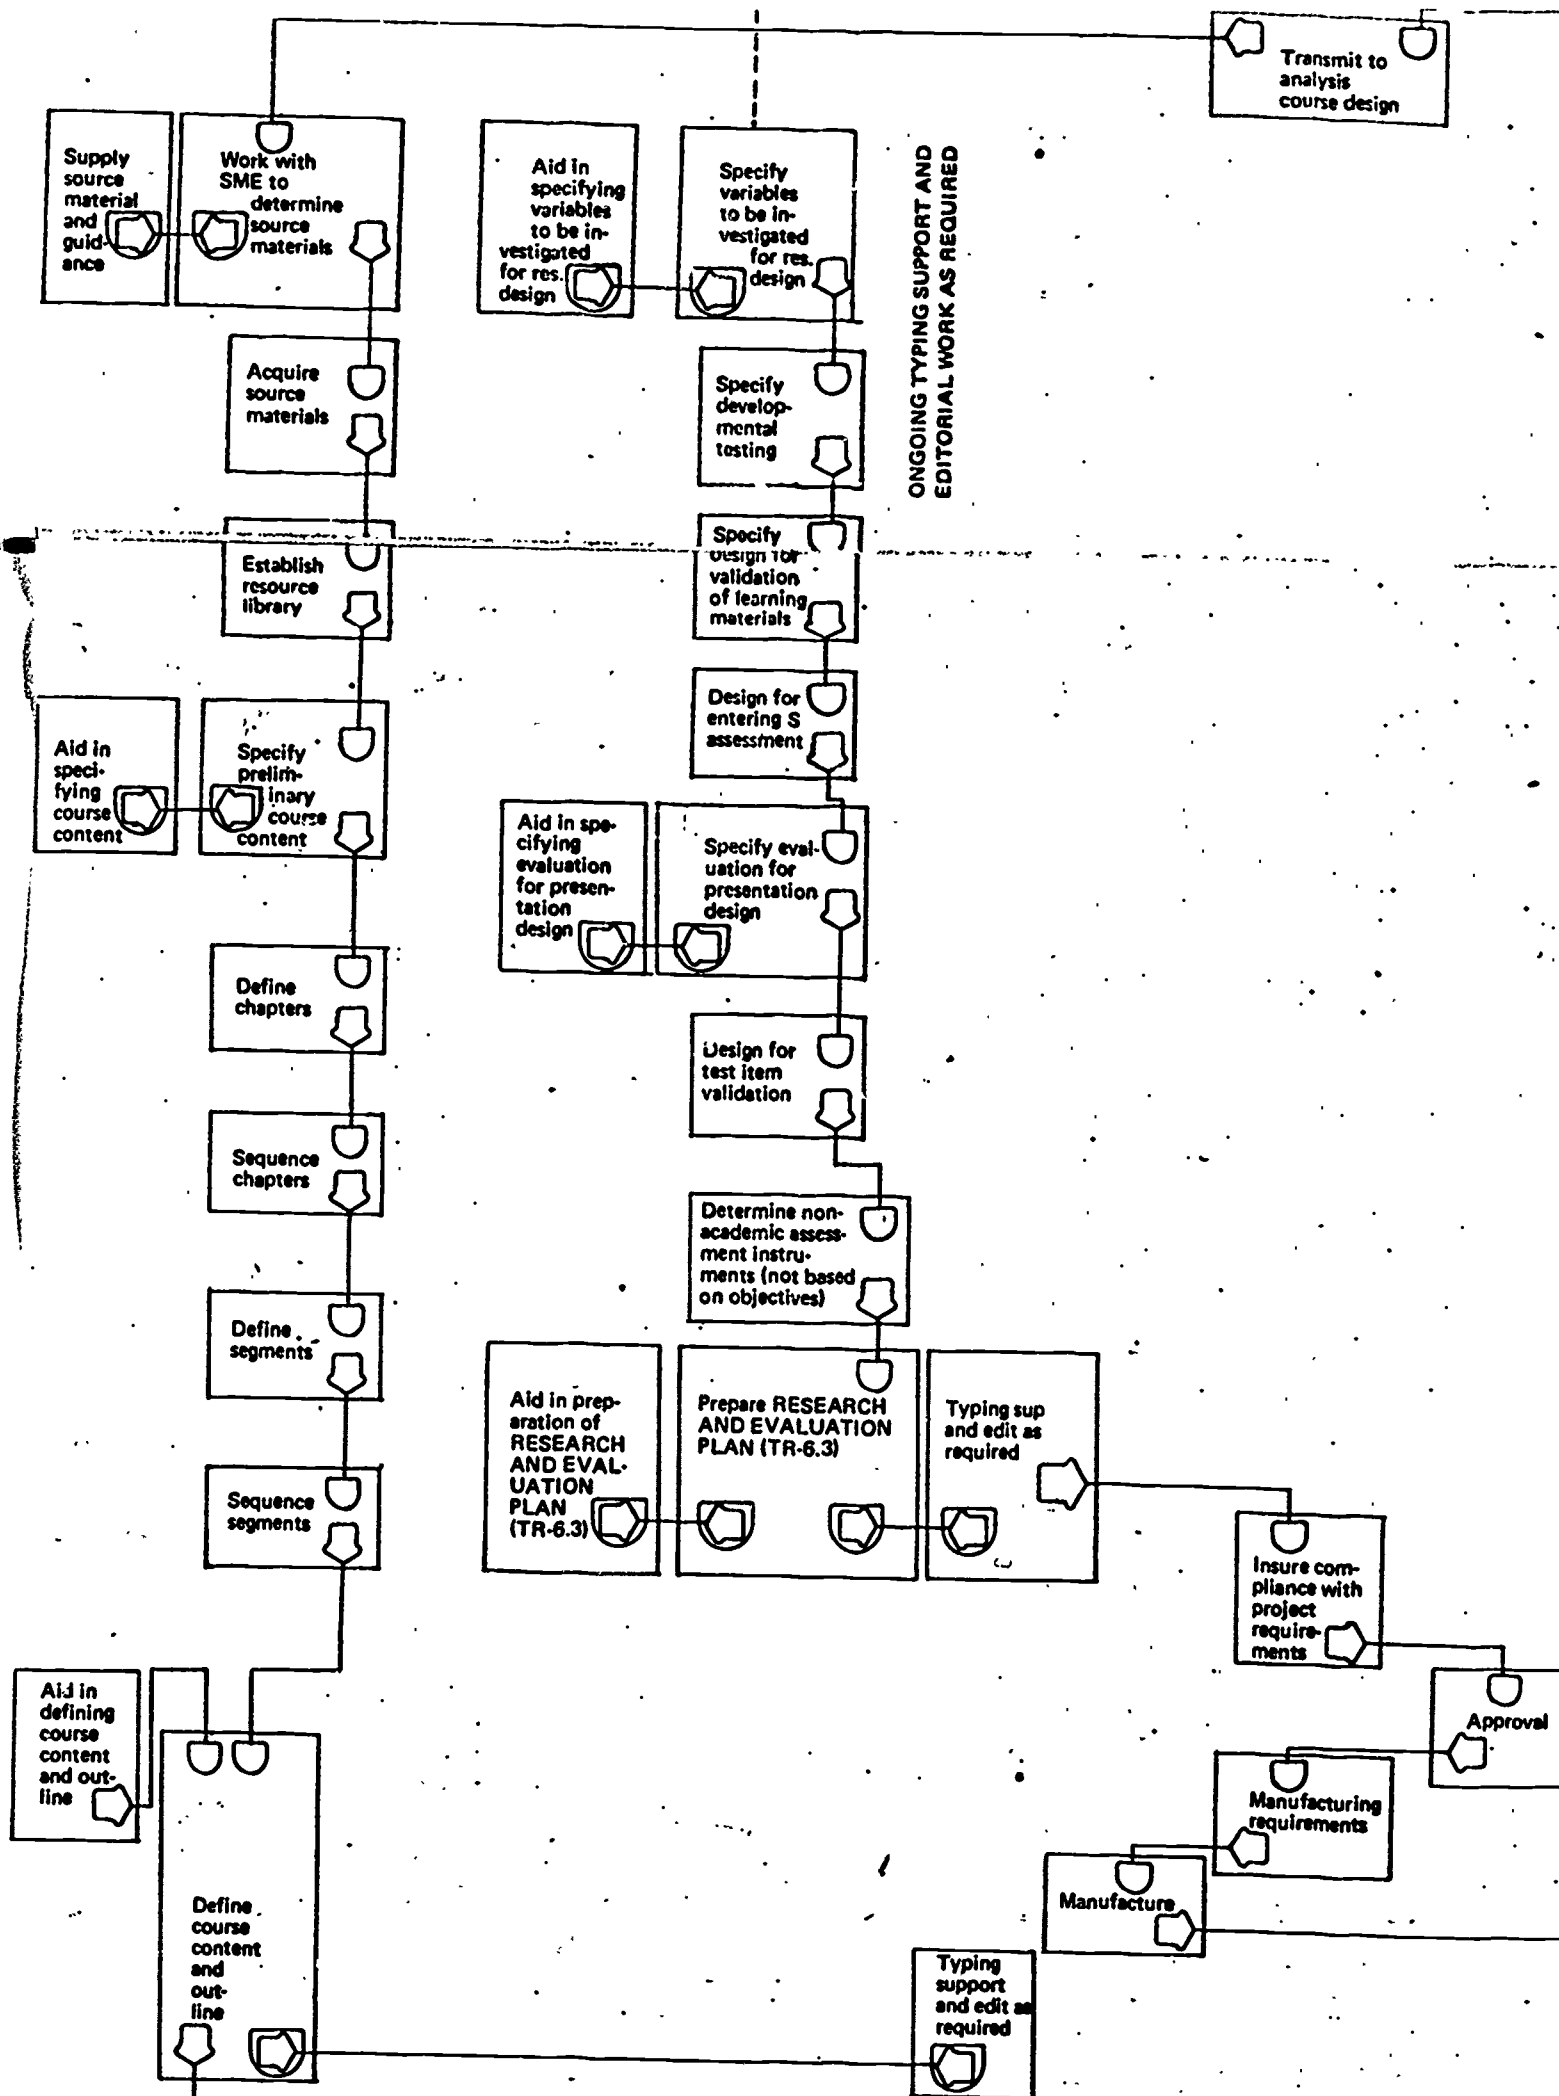 Transmit to
analysis
course design
Supply
source
material
and
guid-
ance
Work with
SME to
determine
source
materials
Aid in
specifying
variables
to be in-
vestigated
for res.
design
Specify
variables
to be in-
vestigated
for res.
design
ONGOING TYPING SUPPORT AND
EDITORIAL WORK AS REQUIRED
Acquire
source
materials
Specify
develop-
mental
testing
Establish
resource
library
Specify
design for
validation
of learning
materials
Design for
entering S
assessment
Aid in
speci-
fying
course
content
Specify
prelim-
inary
course
content
Aid in spe-
cifying
evaluation
for presen-
tation
design
Specify eval-
uation for
presentation
design
Define
chapters
Design for
test item
validation
Sequence
chapters
Determine non-
academic assess-
ment instru-
ments (not based
on objectives)
Define
segments
Aid in prep-
aration of
RESEARCH
AND EVAL-
UATION
PLAN
(TR-6.3)
Prepare RESEARCH
AND EVALUATION
PLAN (TR-6.3)
Typing sup
and edit as
required
Sequence
segments
Insure com-
pliance with
project
require-
ments
Aid in
defining
course
content
and out-
line
Approval
Manufacturing
requirements
Manufacture
Define
course
content
and
out-
line
Typing
support
and edit as
required